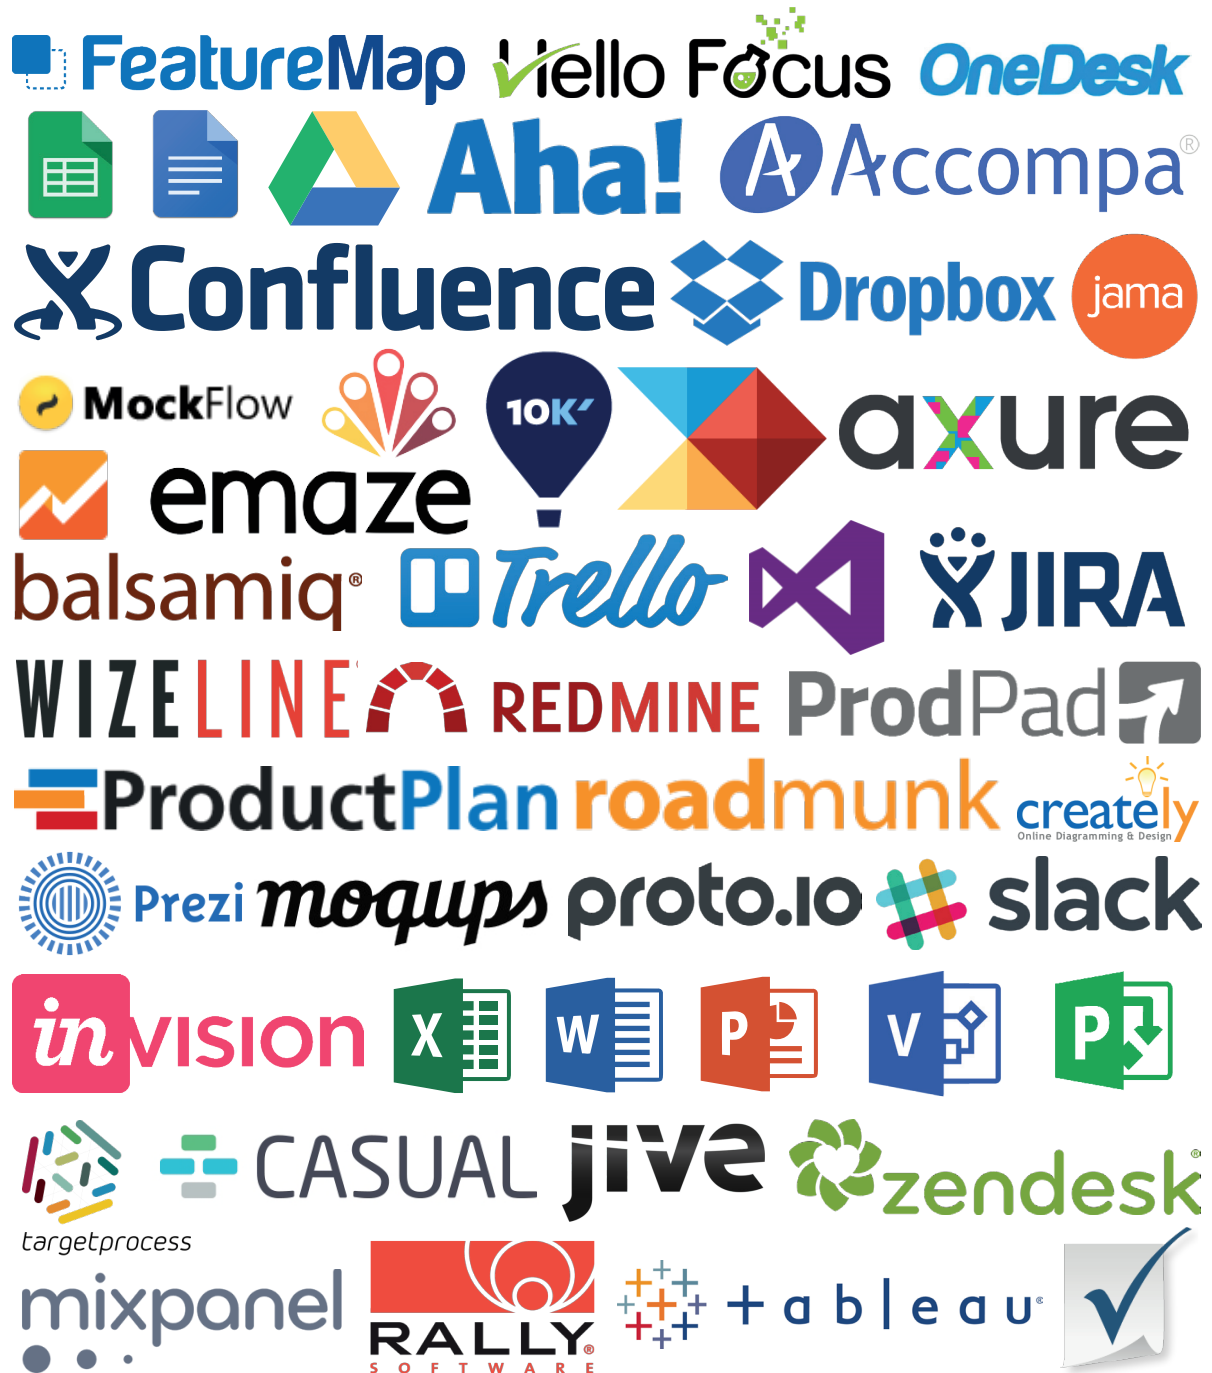 FeatureMap
Hello Focus
OneDesk
Aha!
A Accompa®
Confluence
Dropbox
jama
MockFlow
10K
axure
emaze
balsamiq®
Trello
JIRA
WIZELINE
REDMINE
ProdPad
ProductPlan
roadmunk
creately
Online Diagramming & Design
Prezi
moqups
proto.io
slack
invision
X
W
P
V
P
targetprocess
CASUAL
jive
zendesk®
mixpanel
RALLY®
SOFTWARE
+ableau®